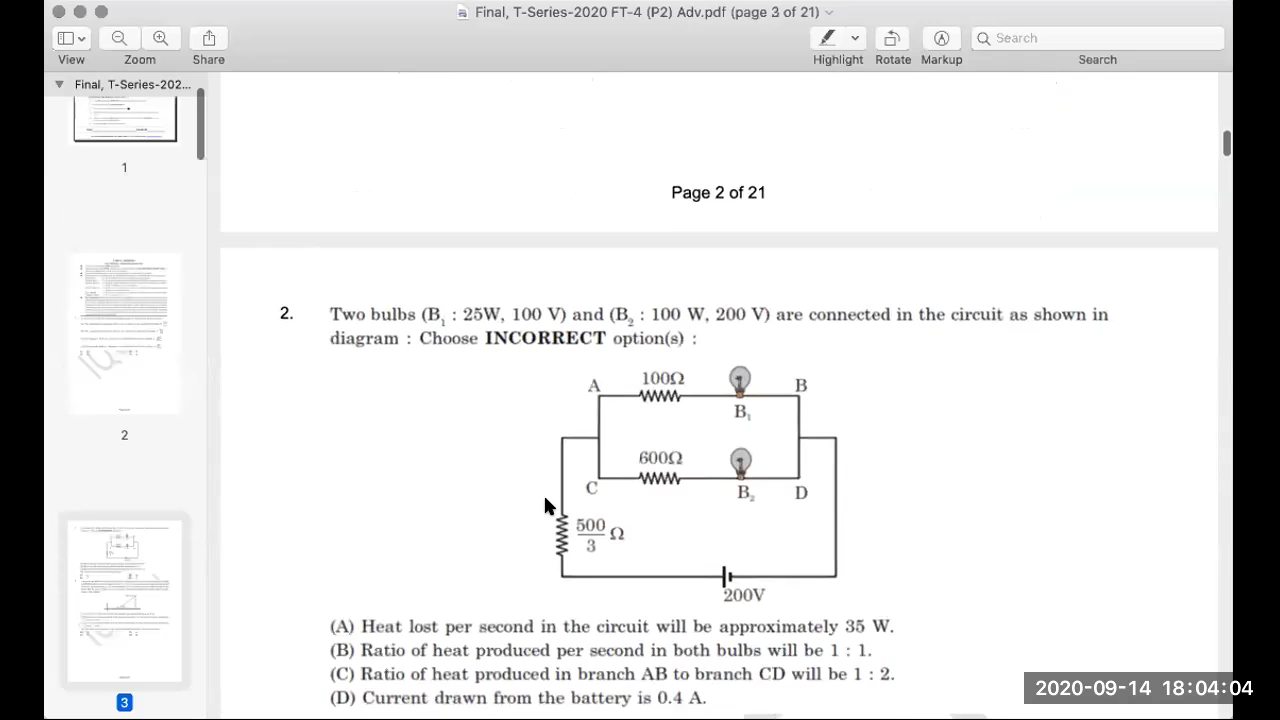 Final, T-Series-2020 FT-4 (P2) Adv.pdf (page 3 of 21)
View
Zoom
Share
Highlight
Rotate
Markup
Search
Search
Final, T-Series-202...
1
2
3
Page 2 of 21
2. Two bulbs (B₁ : 25W, 100 V) and (B₂ : 100 W, 200 V) are connected in the circuit as shown in
diagram : Choose INCORRECT option(s) :
A
100Ω
B
B₁
600Ω
C
B₂
D
500/3 Ω
200V
(A) Heat lost per second in the circuit will be approximately 35 W.
(B) Ratio of heat produced per second in both bulbs will be 1 : 1.
(C) Ratio of heat produced in branch AB to branch CD will be 1 : 2.
(D) Current drawn from the battery is 0.4 A.
2020-09-14 18:04:04